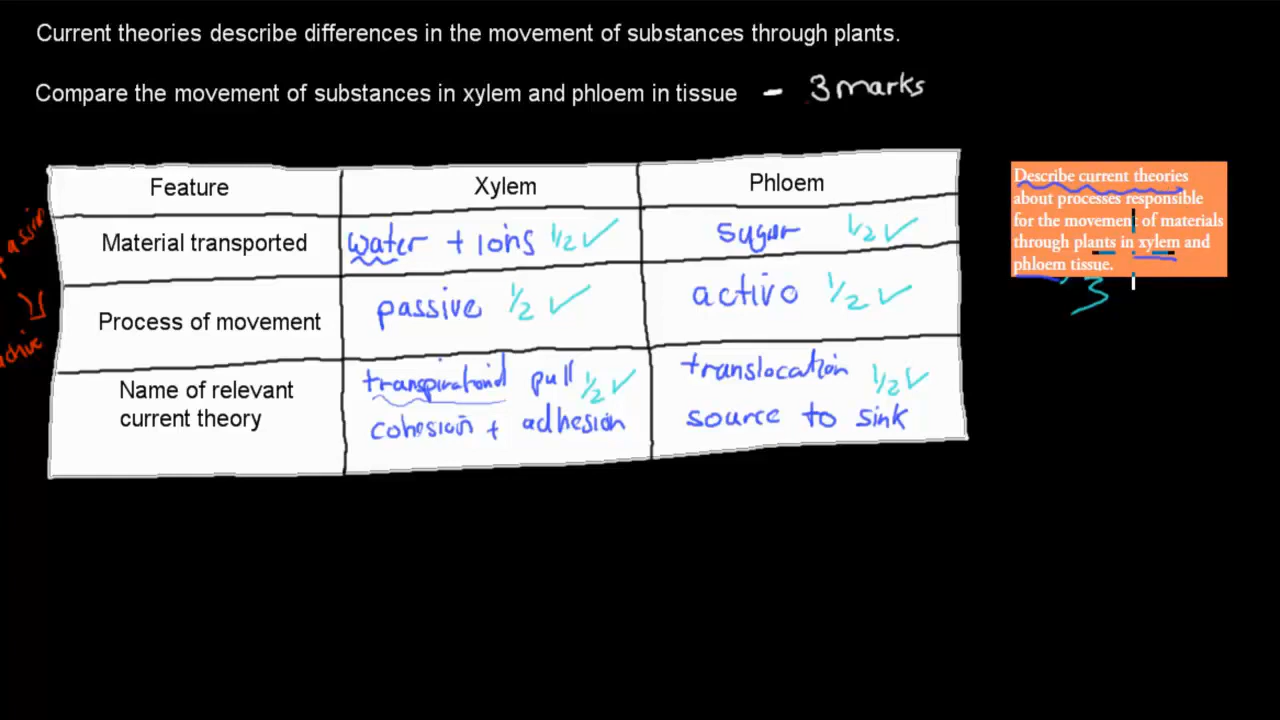 Current theories describe differences in the movement of substances through plants.
Compare the movement of substances in xylem and phloem in tissue - 3 marks
Feature Xylem Phloem
Material transported water + ions 1/2 ✓ sugar 1/2 ✓
Process of movement passive 1/2 ✓ active 1/2 ✓
Name of relevant
current theory
transpirational pull 1/2 ✓
cohesion + adhesion
translocation 1/2 ✓
source to sink
Describe current theories
about processes responsible
for the movement of materials
through plants in xylem and
phloem tissue.
3